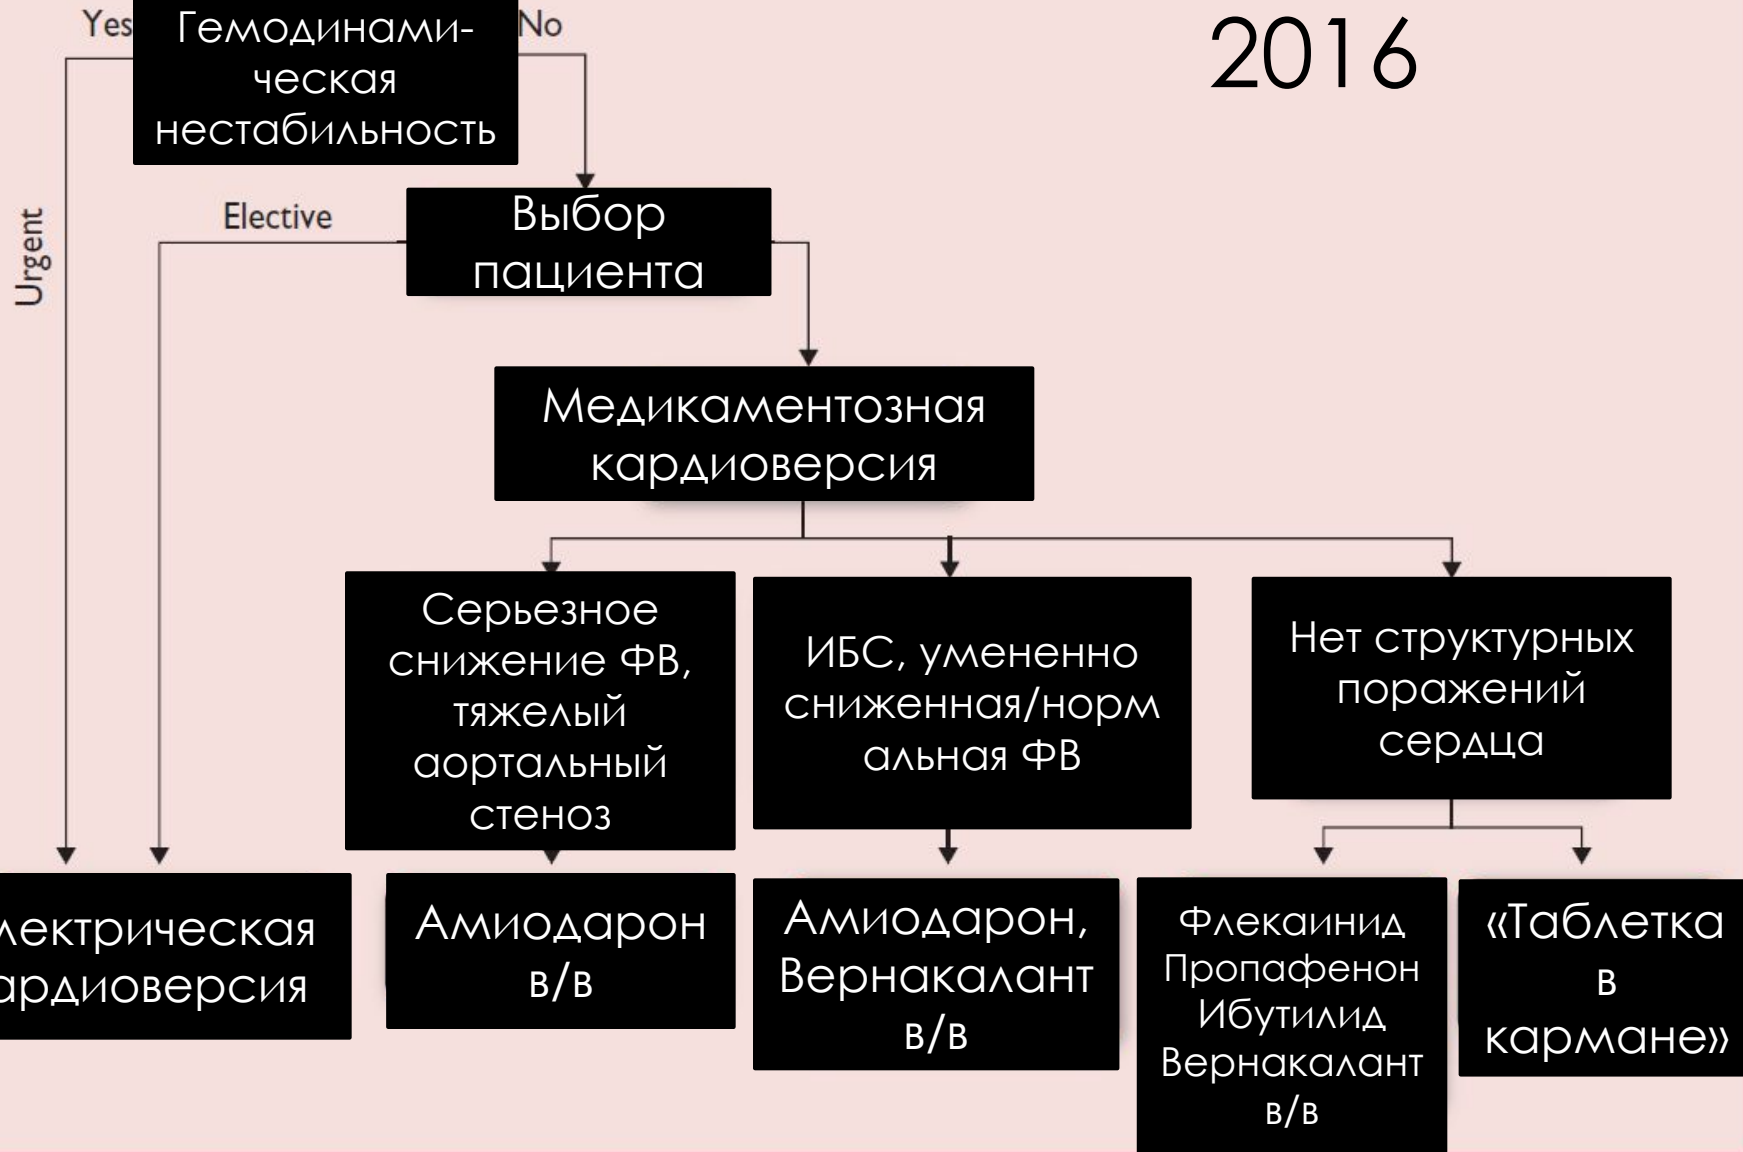 2016
Yes
Гемодинами-
ческая
нестабильность
No
Urgent
Elective
Выбор
пациента
Медикаментозная
кардиоверсия
Серьезное
снижение ФВ,
тяжелый
аортальный
стеноз
ИБС, умененно
сниженная/норм
альная ФВ
Нет структурных
поражений
сердца
лектрическая
ардиоверсия
Амиодарон
в/в
Амиодарон,
Вернакалант
в/в
Флекаинид
Пропафенон
Ибутилид
Вернакалант
в/в
«Таблетка
в
кармане»